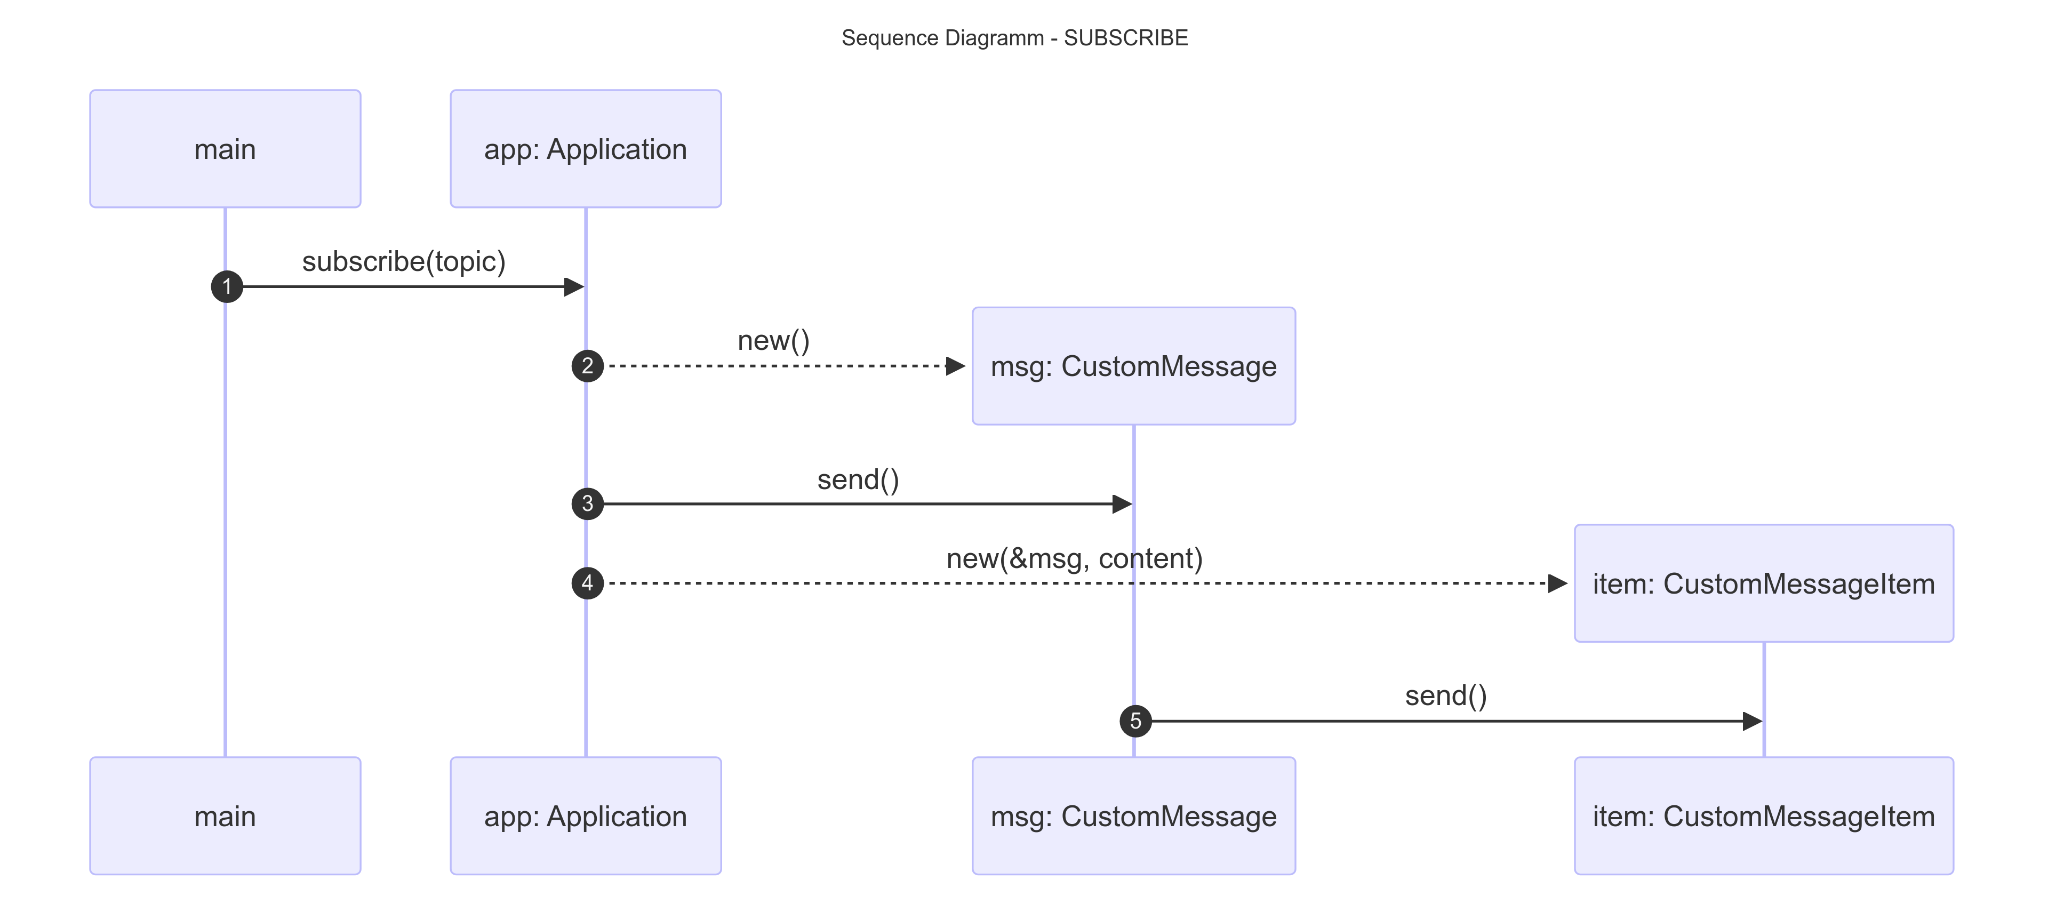 Sequence Diagramm - SUBSCRIBE
main
app: Application
subscribe(topic)
1
new()
2
msg: CustomMessage
send()
3
new(&msg, content)
4
item: CustomMessageItem
send()
5
main
app: Application
msg: CustomMessage
item: CustomMessageItem